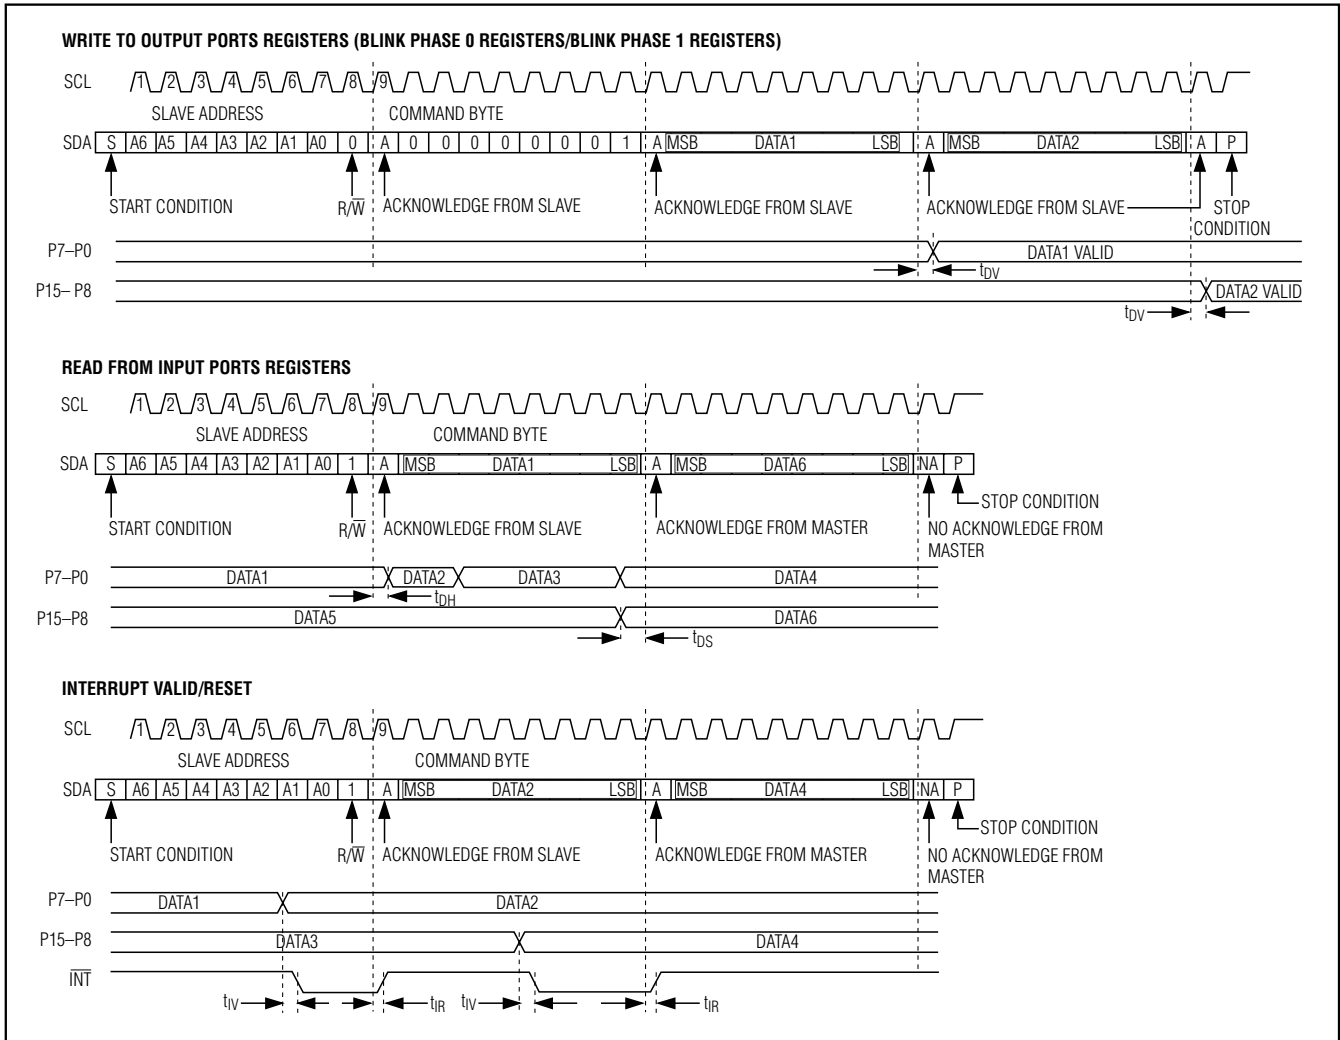 WRITE TO OUTPUT PORTS REGISTERS (BLINK PHASE 0 REGISTERS/BLINK PHASE 1 REGISTERS)
SCL 1 2 3 4 5 6 7 8 9
SLAVE ADDRESS COMMAND BYTE
SDA S A6 A5 A4 A3 A2 A1 A0 0 A 0 0 0 0 0 0 0 1 A MSB DATA1 LSB A MSB DATA2 LSB A P
START CONDITION R/W̅ ACKNOWLEDGE FROM SLAVE ACKNOWLEDGE FROM SLAVE ACKNOWLEDGE FROM SLAVE STOP
CONDITION
P7–P0 DATA1 VALID
tDV
P15– P8 DATA2 VALID
tDV
READ FROM INPUT PORTS REGISTERS
SCL 1 2 3 4 5 6 7 8 9
SLAVE ADDRESS COMMAND BYTE
SDA S A6 A5 A4 A3 A2 A1 A0 1 A MSB DATA1 LSB A MSB DATA6 LSB NA P
STOP CONDITION
START CONDITION R/W̅ ACKNOWLEDGE FROM SLAVE ACKNOWLEDGE FROM MASTER NO ACKNOWLEDGE FROM
MASTER
P7–P0 DATA1 DATA2 DATA3 DATA4
tDH
P15–P8 DATA5 DATA6
tDS
INTERRUPT VALID/RESET
SCL 1 2 3 4 5 6 7 8 9
SLAVE ADDRESS COMMAND BYTE
SDA S A6 A5 A4 A3 A2 A1 A0 1 A MSB DATA2 LSB A MSB DATA4 LSB NA P
STOP CONDITION
START CONDITION R/W̅ ACKNOWLEDGE FROM SLAVE ACKNOWLEDGE FROM MASTER NO ACKNOWLEDGE FROM
MASTER
P7–P0 DATA1 DATA2
P15–P8 DATA3 DATA4
I̅N̅T̅
tIV tIR tIV tIR